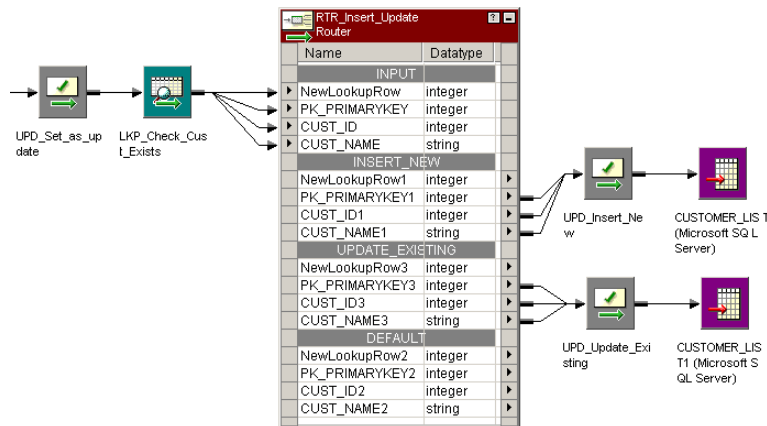 RTR_Insert_Update
Router
Name Datatype
INPUT
NewLookupRow integer
PK_PRIMARYKEY integer
CUST_ID integer
CUST_NAME string
INSERT_NEW
NewLookupRow1 integer
PK_PRIMARYKEY1 integer
CUST_ID1 integer
CUST_NAME1 string
UPDATE_EXISTING
NewLookupRow3 integer
PK_PRIMARYKEY3 integer
CUST_ID3 integer
CUST_NAME3 string
DEFAULT
NewLookupRow2 integer
PK_PRIMARYKEY2 integer
CUST_ID2 integer
CUST_NAME2 string
UPD_Set_as_up
date
LKP_Check_Cus
t_Exists
UPD_Insert_Ne
w
CUSTOMER_LIS T
(Microsoft SQ L
Server)
UPD_Update_Exi
sting
CUSTOMER_LIS
T1 (Microsoft S
QL Server)